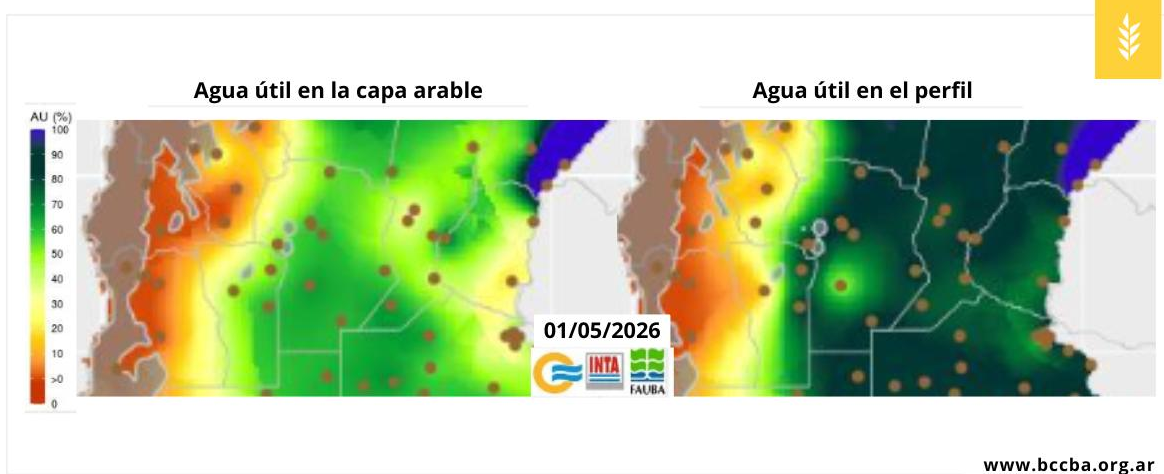 Agua útil en la capa arable
Agua útil en el perfil
AU (%)
100
90
80
70
60
50
40
30
20
10
>0
0
01/05/2026
INTA
FAUBA
www.bccba.org.ar